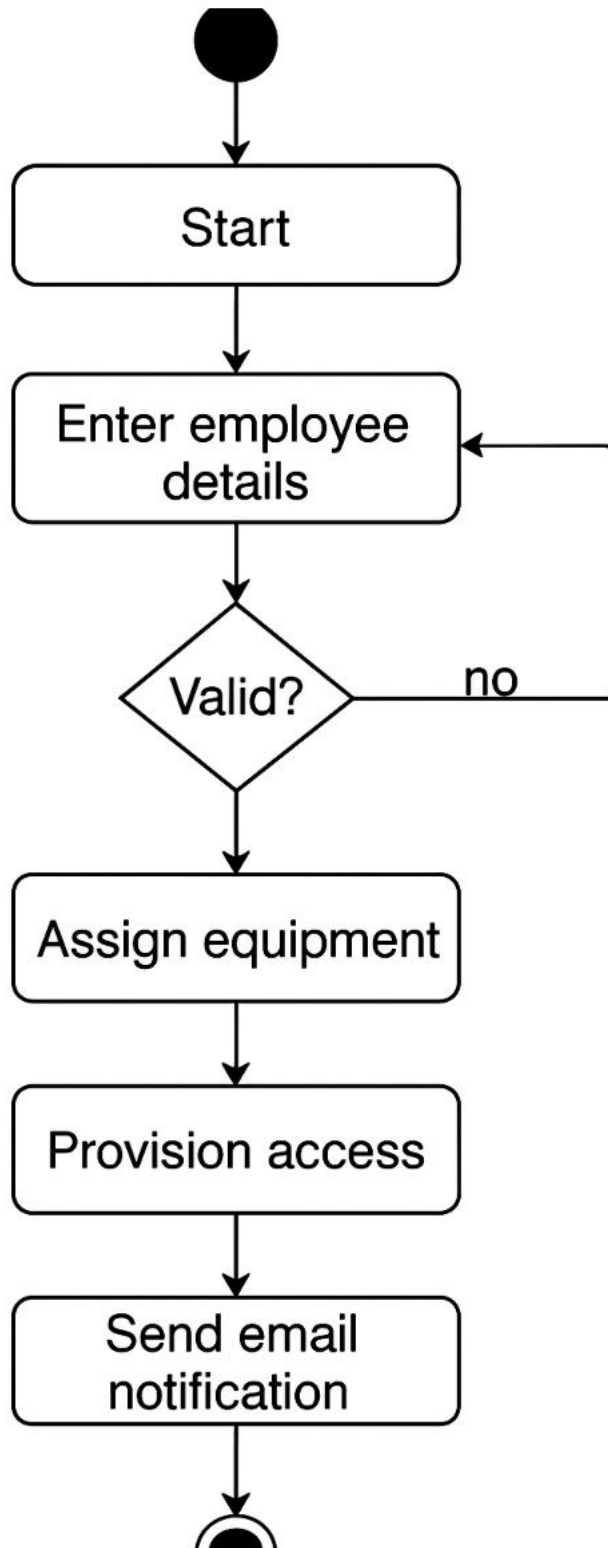 Start
Enter employee
details
Valid?
no
Assign equipment
Provision access
Send email
notification